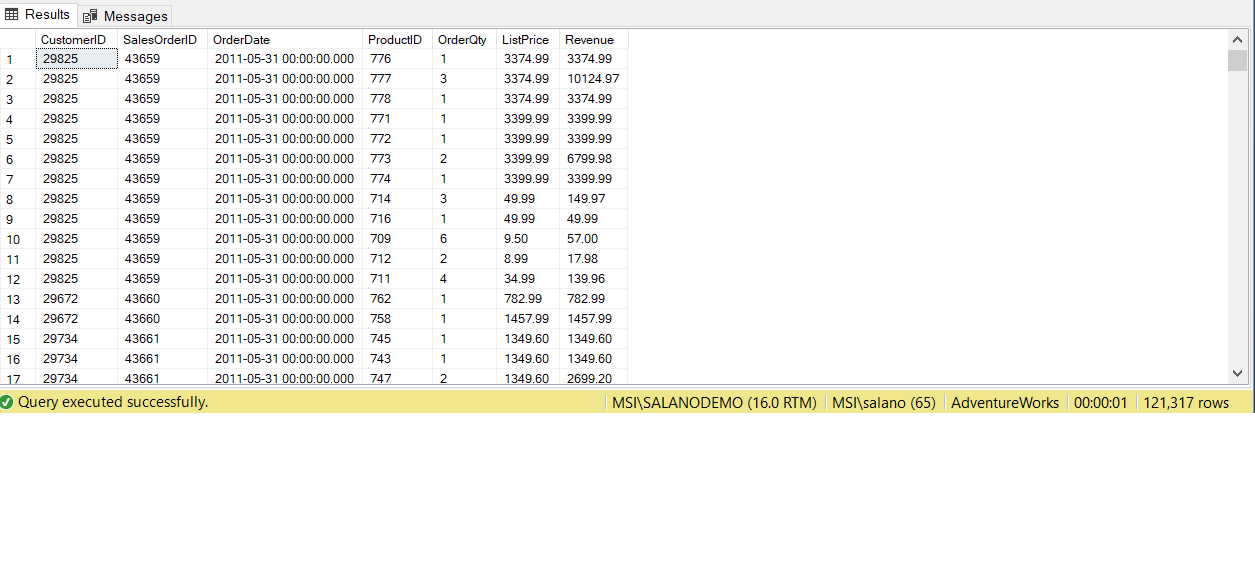 Results Messages
CustomerID SalesOrderID OrderDate ProductID OrderQty ListPrice Revenue
1 29825 43659 2011-05-31 00:00:00.000 776 1 3374.99 3374.99
2 29825 43659 2011-05-31 00:00:00.000 777 3 3374.99 10124.97
3 29825 43659 2011-05-31 00:00:00.000 778 1 3374.99 3374.99
4 29825 43659 2011-05-31 00:00:00.000 771 1 3399.99 3399.99
5 29825 43659 2011-05-31 00:00:00.000 772 1 3399.99 3399.99
6 29825 43659 2011-05-31 00:00:00.000 773 2 3399.99 6799.98
7 29825 43659 2011-05-31 00:00:00.000 774 1 3399.99 3399.99
8 29825 43659 2011-05-31 00:00:00.000 714 3 49.99 149.97
9 29825 43659 2011-05-31 00:00:00.000 716 1 49.99 49.99
10 29825 43659 2011-05-31 00:00:00.000 709 6 9.50 57.00
11 29825 43659 2011-05-31 00:00:00.000 712 2 8.99 17.98
12 29825 43659 2011-05-31 00:00:00.000 711 4 34.99 139.96
13 29672 43660 2011-05-31 00:00:00.000 762 1 782.99 782.99
14 29672 43660 2011-05-31 00:00:00.000 758 1 1457.99 1457.99
15 29734 43661 2011-05-31 00:00:00.000 745 1 1349.60 1349.60
16 29734 43661 2011-05-31 00:00:00.000 743 1 1349.60 1349.60
17 29734 43661 2011-05-31 00:00:00.000 747 2 1349.60 2699.20
Query executed successfully. MSI\SALANODEMO (16.0 RTM) MSI\salano (65) AdventureWorks 00:00:01 121,317 rows